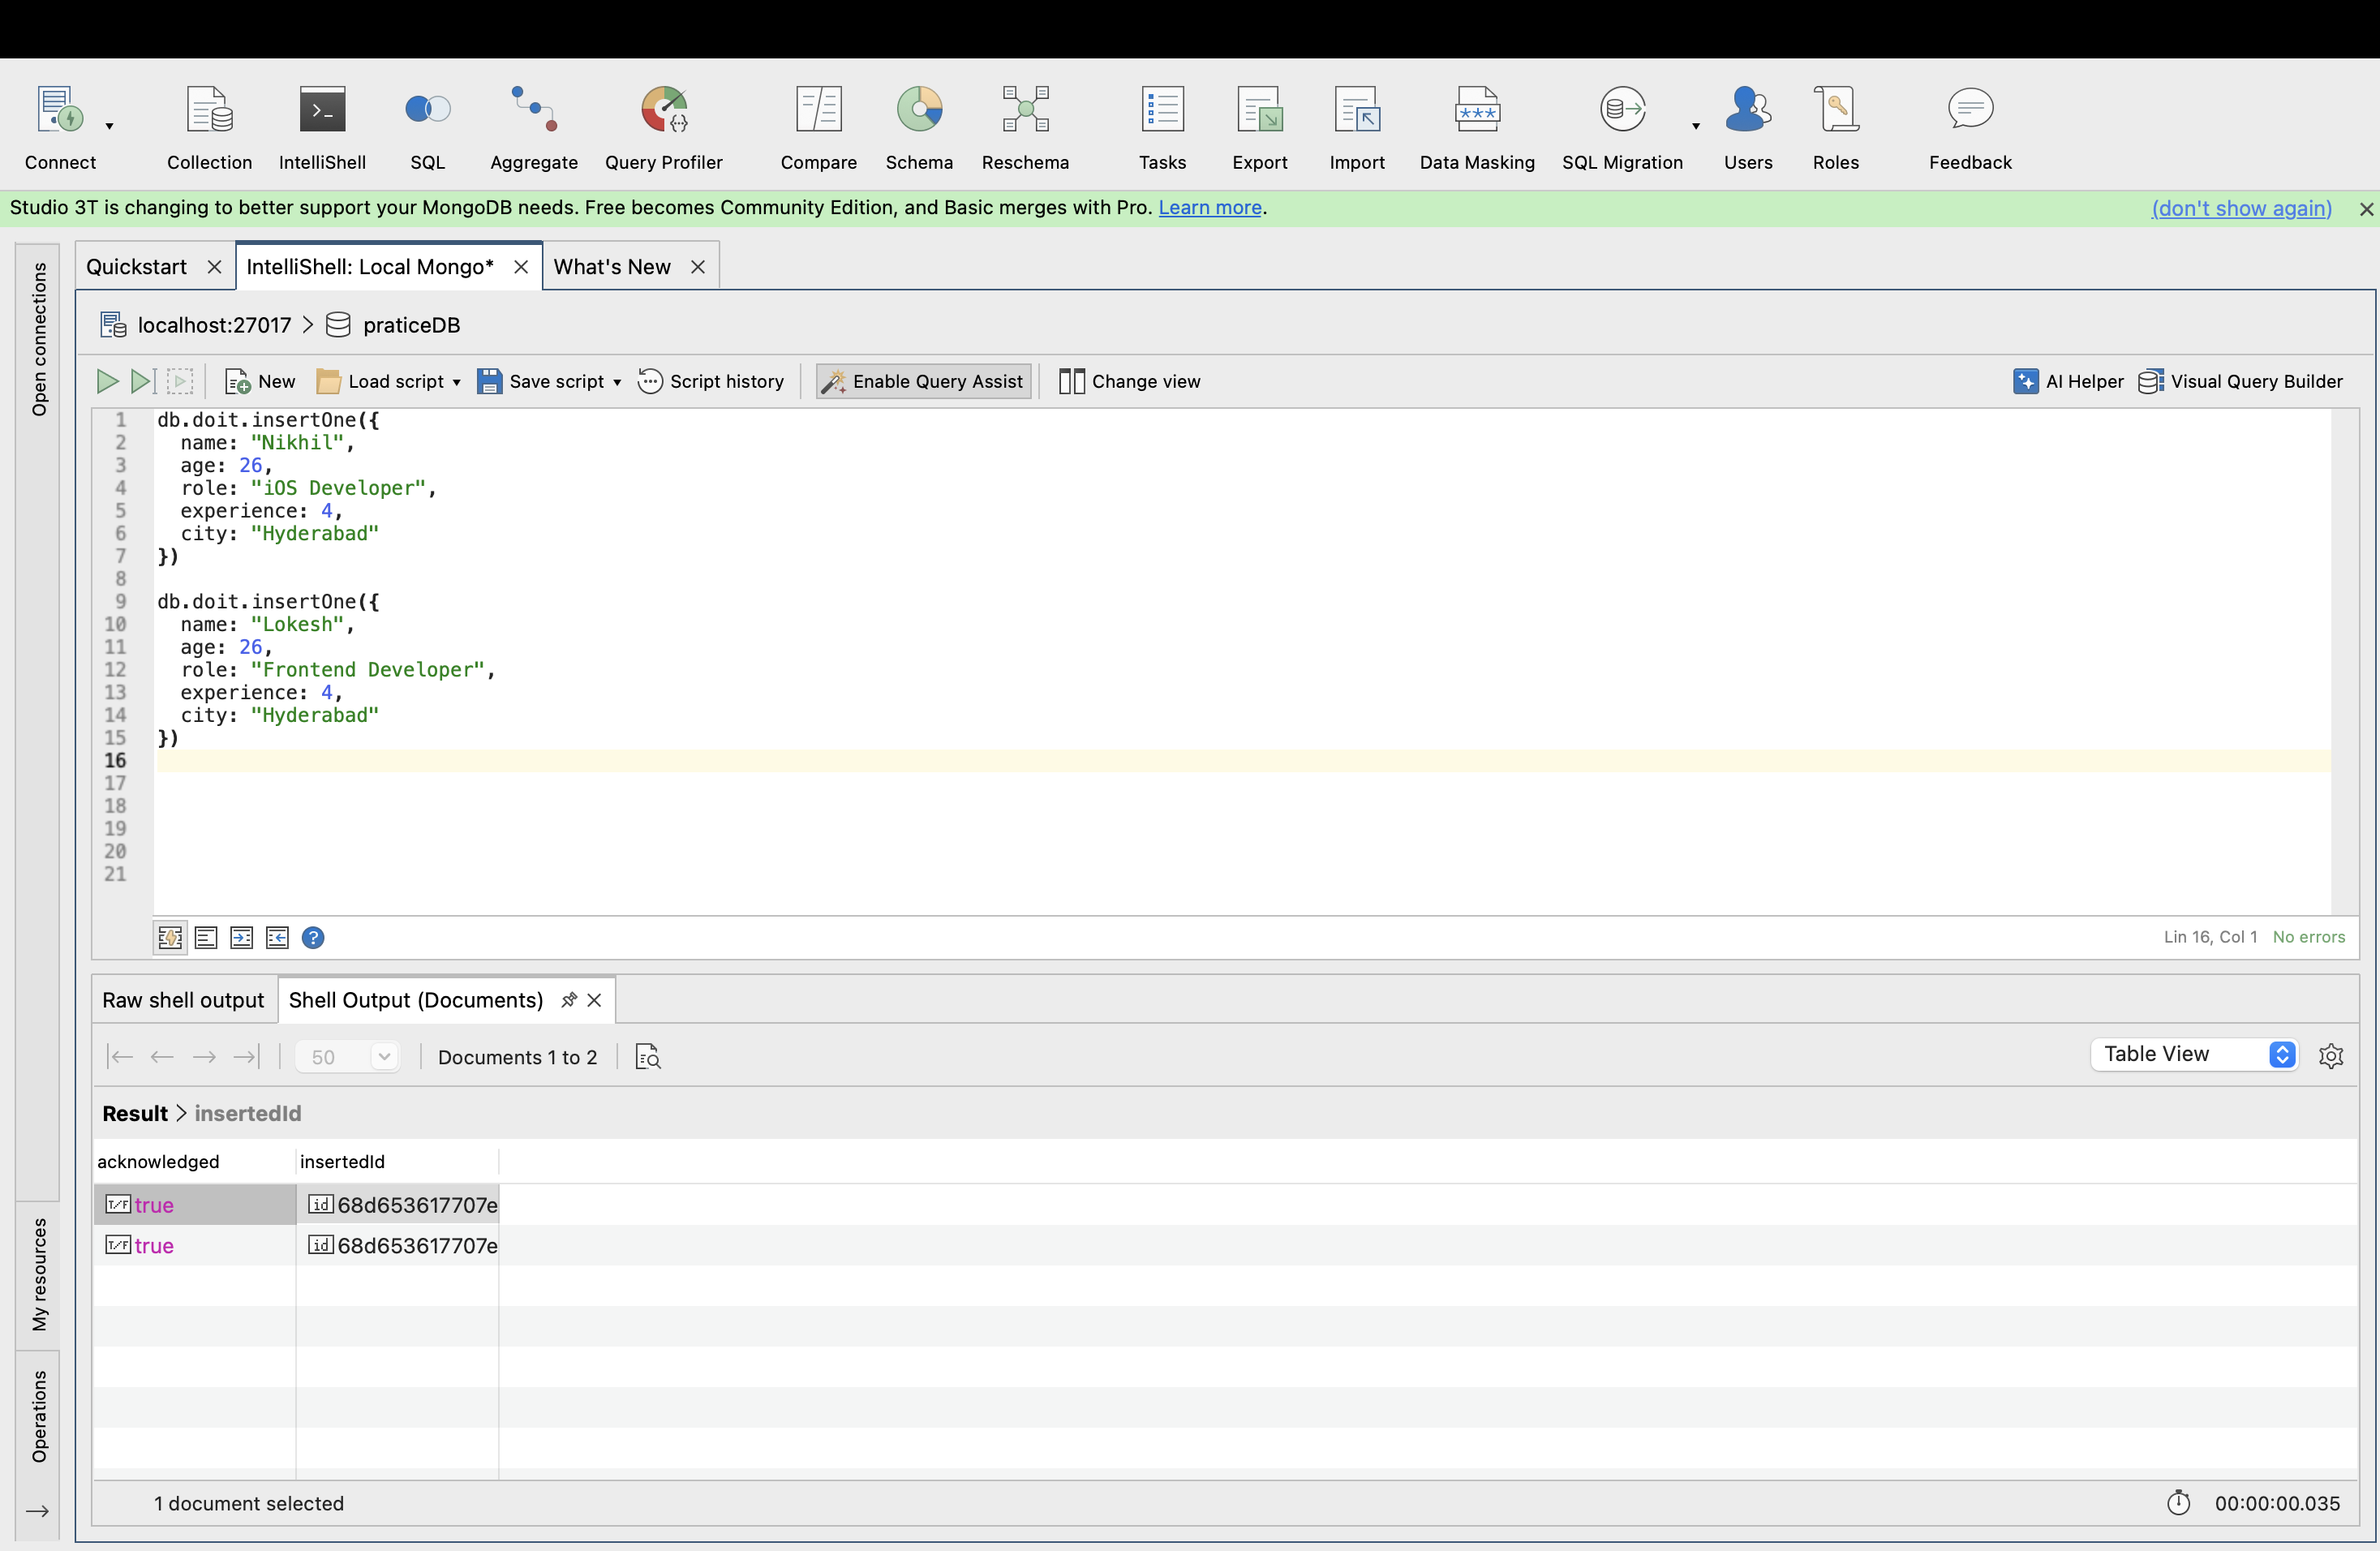 Connect Collection IntelliShell SQL Aggregate Query Profiler Compare Schema Reschema Tasks Export Import Data Masking SQL Migration Users Roles Feedback
Studio 3T is changing to better support your MongoDB needs. Free becomes Community Edition, and Basic merges with Pro. Learn more. (don't show again)
Open connections
My resources
Operations
Quickstart IntelliShell: Local Mongo* What's New
localhost:27017 praticeDB
New Load script Save script Script history Enable Query Assist Change view AI Helper Visual Query Builder
1 db.doit.insertOne({
2 name: "Nikhil",
3 age: 26,
4 role: "iOS Developer",
5 experience: 4,
6 city: "Hyderabad"
7 })
8
9 db.doit.insertOne({
10 name: "Lokesh",
11 age: 26,
12 role: "Frontend Developer",
13 experience: 4,
14 city: "Hyderabad"
15 })
16
17
18
19
20
21
Lin 16, Col 1 No errors
Raw shell output Shell Output (Documents)
50 Documents 1 to 2 Table View
Result > insertedId
acknowledged insertedId
T/F true id 68d653617707e
T/F true id 68d653617707e
1 document selected 00:00:00.035